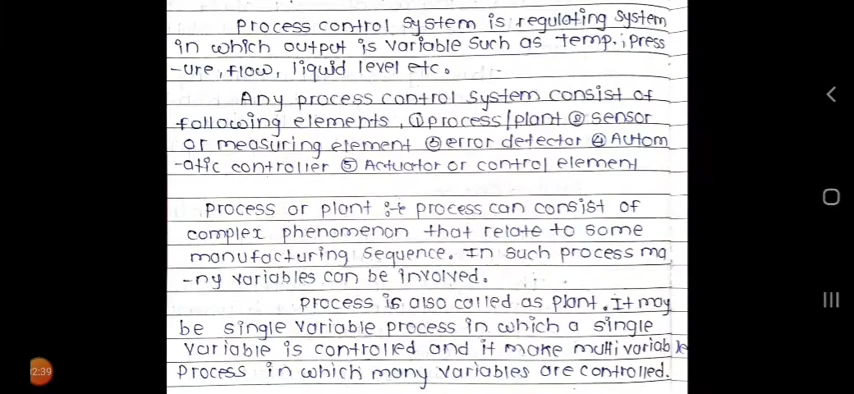 Process control system is regulating system
in which output is variable such as temp., press
-ure, flow, liquid level etc.
Any process control system consist of
following elements, ① process/plant ② sensor
or measuring element ③ error detector ④ Autom
-atic controller ⑤ Actuator or control element
process or plant :- process can consist of
complex phenomenon that relate to some
manufacturing sequence. In such process ma
-ny variables can be involved.
process is also called as plant. It may
be single variable process in which a single
variable is controlled and it make multi variable
process in which many variables are controlled.
2:39